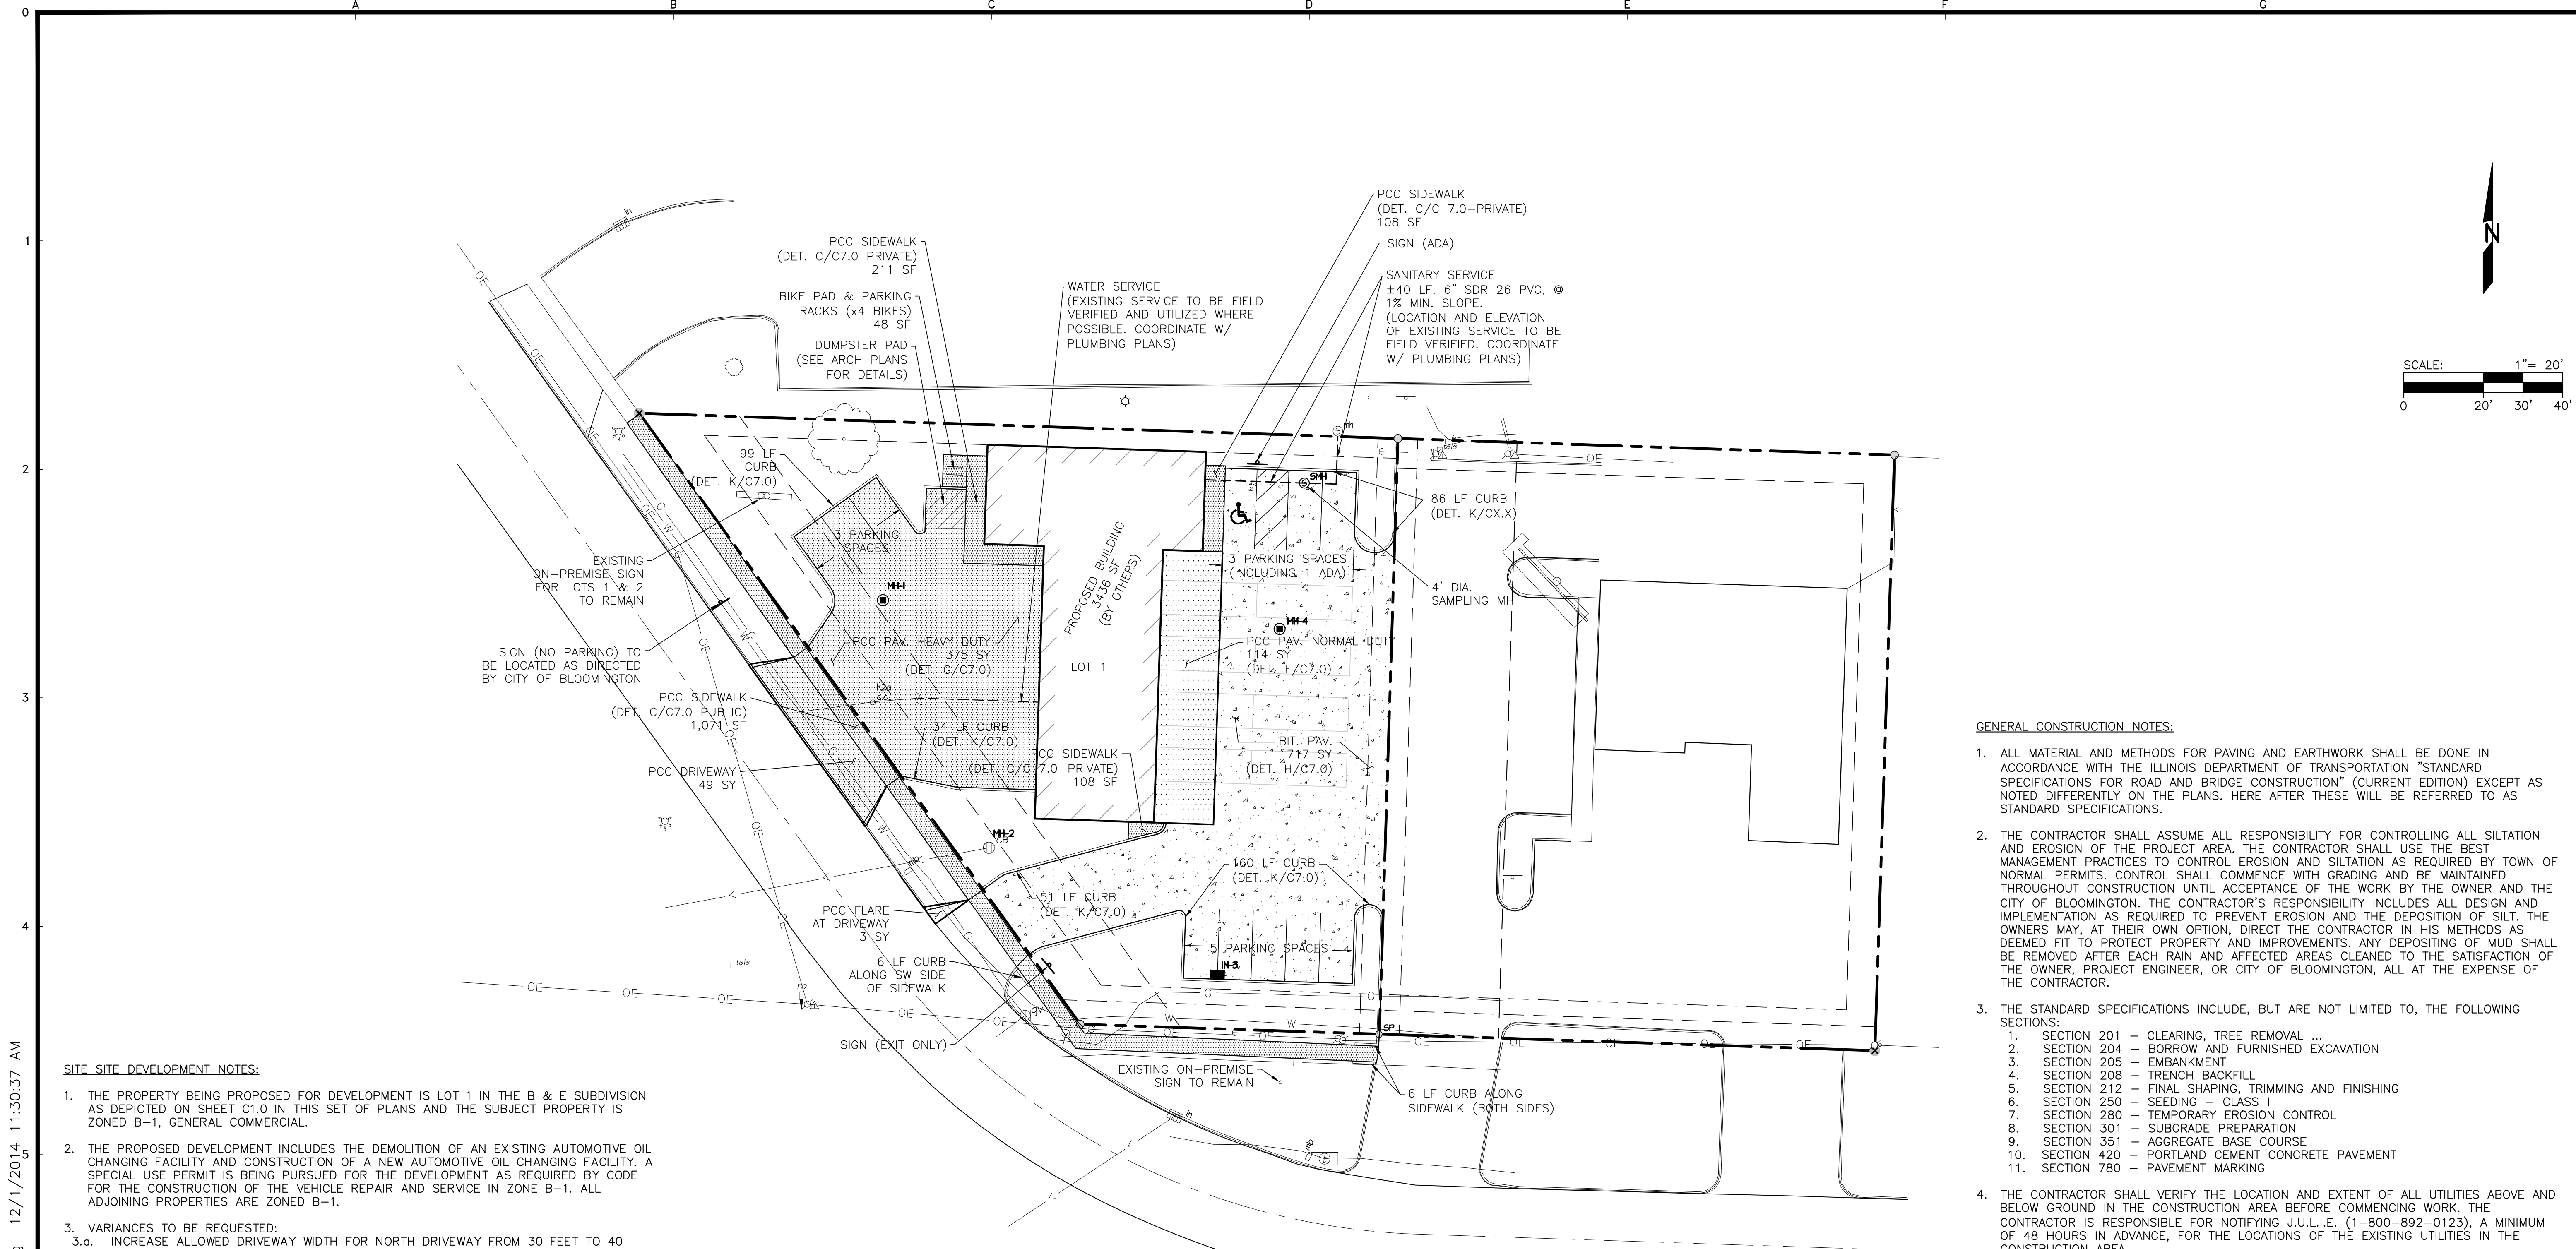 A B C D E F G
0
1
2
3
4
5
N
SCALE: 1"= 20'
0 20' 30' 40'
PCC SIDEWALK
(DET. C/C 7.0-PRIVATE)
108 SF
SIGN (ADA)
SANITARY SERVICE
±40 LF, 6" SDR 26 PVC, @
1% MIN. SLOPE.
(LOCATION AND ELEVATION
OF EXISTING SERVICE TO BE
FIELD VERIFIED. COORDINATE
W/ PLUMBING PLANS)
PCC SIDEWALK
(DET. C/C7.0 PRIVATE)
211 SF
BIKE PAD & PARKING
RACKS (x4 BIKES)
48 SF
DUMPSTER PAD
(SEE ARCH PLANS
FOR DETAILS)
WATER SERVICE
(EXISTING SERVICE TO BE FIELD
VERIFIED AND UTILIZED WHERE
POSSIBLE. COORDINATE W/
PLUMBING PLANS)
99 LF
CURB
(DET. K/C7.0)
3 PARKING
SPACES
EXISTING
ON-PREMISE SIGN
FOR LOTS 1 & 2
TO REMAIN
SIGN (NO PARKING) TO
BE LOCATED AS DIRECTED
BY CITY OF BLOOMINGTON
MH-1
PCC PAV. HEAVY DUTY
375 SY
(DET. G/C7.0)
PROPOSED BUILDING
3436 SF
(BY OTHERS)
LOT 1
SMH
mh
3 PARKING SPACES
(INCLUDING 1 ADA)
86 LF CURB
(DET. K/CX.X)
4' DIA.
SAMPLING MH
MH-4
PCC PAV. NORMAL DUTY
114 SY
(DET. F/C7.0)
h2o
PCC SIDEWALK
(DET. C/C7.0 PUBLIC)
1,071 SF
34 LF CURB
(DET. K/C7.0)
PCC DRIVEWAY
49 SY
PCC SIDEWALK
(DET. C/C 7.0-PRIVATE)
108 SF
BIT. PAV.
717 SY
(DET. H/C7.0)
MH-2
CB
mb
160 LF CURB
(DET. K/C7.0)
51 LF CURB
(DET. K/C7.0)
PCC FLARE
AT DRIVEWAY
3 SY
5 PARKING SPACES
IN-3
6 LF CURB
ALONG SW SIDE
OF SIDEWALK
tele
gv
SP
SIGN (EXIT ONLY)
EXISTING ON-PREMISE
SIGN TO REMAIN
6 LF CURB ALONG
SIDEWALK (BOTH SIDES)
In
mb
OE
G
W
12/1/2014 11:30:37 AM
SITE SITE DEVELOPMENT NOTES:
1. THE PROPERTY BEING PROPOSED FOR DEVELOPMENT IS LOT 1 IN THE B & E SUBDIVISION
AS DEPICTED ON SHEET C1.0 IN THIS SET OF PLANS AND THE SUBJECT PROPERTY IS
ZONED B-1, GENERAL COMMERCIAL.
2. THE PROPOSED DEVELOPMENT INCLUDES THE DEMOLITION OF AN EXISTING AUTOMOTIVE OIL
CHANGING FACILITY AND CONSTRUCTION OF A NEW AUTOMOTIVE OIL CHANGING FACILITY. A
SPECIAL USE PERMIT IS BEING PURSUED FOR THE DEVELOPMENT AS REQUIRED BY CODE
FOR THE CONSTRUCTION OF THE VEHICLE REPAIR AND SERVICE IN ZONE B-1. ALL
ADJOINING PROPERTIES ARE ZONED B-1.
3. VARIANCES TO BE REQUESTED:
3.a. INCREASE ALLOWED DRIVEWAY WIDTH FOR NORTH DRIVEWAY FROM 30 FEET TO 40
GENERAL CONSTRUCTION NOTES:
1. ALL MATERIAL AND METHODS FOR PAVING AND EARTHWORK SHALL BE DONE IN
ACCORDANCE WITH THE ILLINOIS DEPARTMENT OF TRANSPORTATION "STANDARD
SPECIFICATIONS FOR ROAD AND BRIDGE CONSTRUCTION" (CURRENT EDITION) EXCEPT AS
NOTED DIFFERENTLY ON THE PLANS. HERE AFTER THESE WILL BE REFERRED TO AS
STANDARD SPECIFICATIONS.
2. THE CONTRACTOR SHALL ASSUME ALL RESPONSIBILITY FOR CONTROLLING ALL SILTATION
AND EROSION OF THE PROJECT AREA. THE CONTRACTOR SHALL USE THE BEST
MANAGEMENT PRACTICES TO CONTROL EROSION AND SILTATION AS REQUIRED BY TOWN OF
NORMAL PERMITS. CONTROL SHALL COMMENCE WITH GRADING AND BE MAINTAINED
THROUGHOUT CONSTRUCTION UNTIL ACCEPTANCE OF THE WORK BY THE OWNER AND THE
CITY OF BLOOMINGTON. THE CONTRACTOR'S RESPONSIBILITY INCLUDES ALL DESIGN AND
IMPLEMENTATION AS REQUIRED TO PREVENT EROSION AND THE DEPOSITION OF SILT. THE
OWNERS MAY, AT THEIR OWN OPTION, DIRECT THE CONTRACTOR IN HIS METHODS AS
DEEMED FIT TO PROTECT PROPERTY AND IMPROVEMENTS. ANY DEPOSITING OF MUD SHALL
BE REMOVED AFTER EACH RAIN AND AFFECTED AREAS CLEANED TO THE SATISFACTION OF
THE OWNER, PROJECT ENGINEER, OR CITY OF BLOOMINGTON, ALL AT THE EXPENSE OF
THE CONTRACTOR.
3. THE STANDARD SPECIFICATIONS INCLUDE, BUT ARE NOT LIMITED TO, THE FOLLOWING
SECTIONS:
1. SECTION 201 – CLEARING, TREE REMOVAL ...
2. SECTION 204 – BORROW AND FURNISHED EXCAVATION
3. SECTION 205 – EMBANKMENT
4. SECTION 208 – TRENCH BACKFILL
5. SECTION 212 – FINAL SHAPING, TRIMMING AND FINISHING
6. SECTION 250 – SEEDING – CLASS I
7. SECTION 280 – TEMPORARY EROSION CONTROL
8. SECTION 301 – SUBGRADE PREPARATION
9. SECTION 351 – AGGREGATE BASE COURSE
10. SECTION 420 – PORTLAND CEMENT CONCRETE PAVEMENT
11. SECTION 780 – PAVEMENT MARKING
4. THE CONTRACTOR SHALL VERIFY THE LOCATION AND EXTENT OF ALL UTILITIES ABOVE AND
BELOW GROUND IN THE CONSTRUCTION AREA BEFORE COMMENCING WORK. THE
CONTRACTOR IS RESPONSIBLE FOR NOTIFYING J.U.L.I.E. (1-800-892-0123), A MINIMUM
OF 48 HOURS IN ADVANCE, FOR THE LOCATIONS OF THE EXISTING UTILITIES IN THE
CONSTRUCTION AREA.